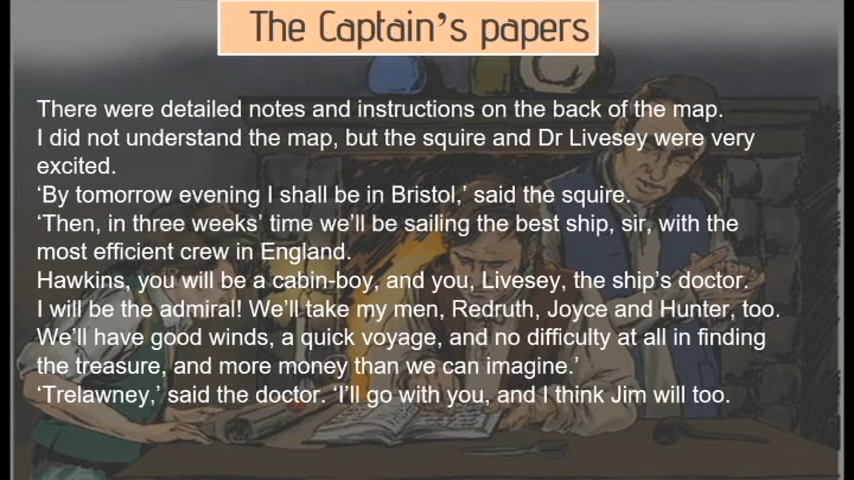 The Captain’s papers
There were detailed notes and instructions on the back of the map.
I did not understand the map, but the squire and Dr Livesey were very
excited.
‘By tomorrow evening I shall be in Bristol,’ said the squire.
‘Then, in three weeks’ time we’ll be sailing the best ship, sir, with the
most efficient crew in England.
Hawkins, you will be a cabin-boy, and you, Livesey, the ship’s doctor.
I will be the admiral! We’ll take my men, Redruth, Joyce and Hunter, too.
We’ll have good winds, a quick voyage, and no difficulty at all in finding
the treasure, and more money than we can imagine.’
‘Trelawney,’ said the doctor. ‘I’ll go with you, and I think Jim will too.